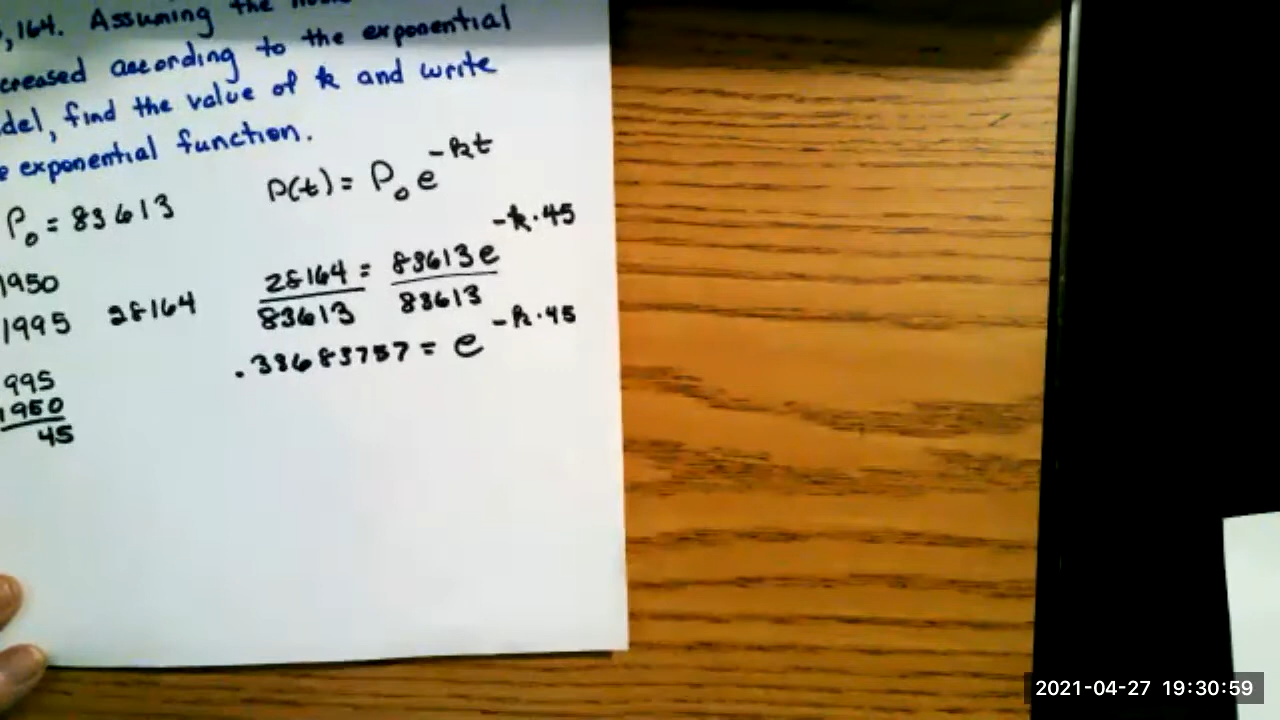 ,164. Assuming the
creased according to the exponential
del, find the value of k and write
e exponential function.
P(t) = P₀ e^{-kt}
P₀ = 83613
1950
1995 28164
28164/83613 = 83613e^{-k·45}/83613
.33683757 = e^{-k·45}
995
1950
45
2021-04-27 19:30:59